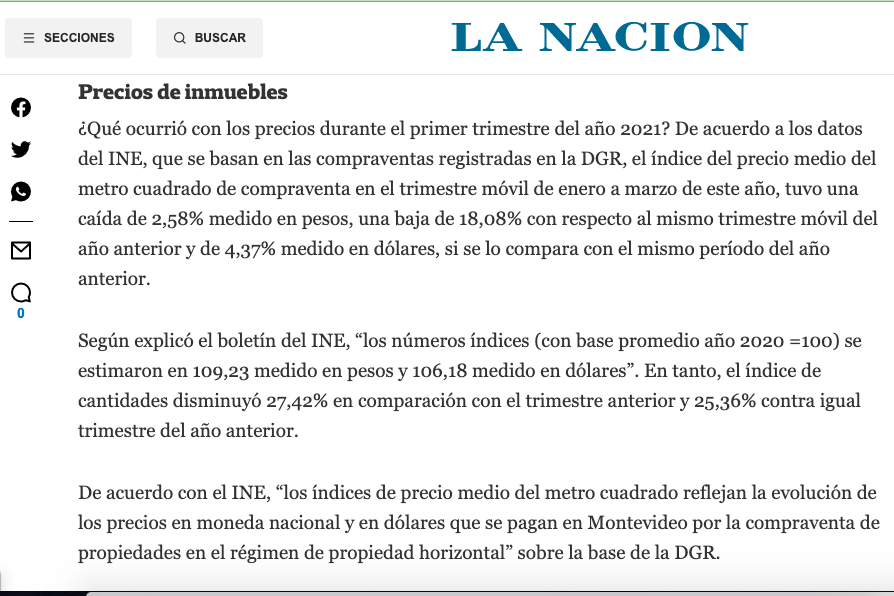 SECCIONES
BUSCAR
LA NACION
Precios de inmuebles
¿Qué ocurrió con los precios durante el primer trimestre del año 2021? De acuerdo a los datos
del INE, que se basan en las compraventas registradas en la DGR, el índice del precio medio del
metro cuadrado de compraventa en el trimestre móvil de enero a marzo de este año, tuvo una
caída de 2,58% medido en pesos, una baja de 18,08% con respecto al mismo trimestre móvil del
año anterior y de 4,37% medido en dólares, si se lo compara con el mismo período del año
anterior.
Según explicó el boletín del INE, “los números índices (con base promedio año 2020 =100) se
estimaron en 109,23 medido en pesos y 106,18 medido en dólares”. En tanto, el índice de
cantidades disminuyó 27,42% en comparación con el trimestre anterior y 25,36% contra igual
trimestre del año anterior.
De acuerdo con el INE, “los índices de precio medio del metro cuadrado reflejan la evolución de
los precios en moneda nacional y en dólares que se pagan en Montevideo por la compraventa de
propiedades en el régimen de propiedad horizontal” sobre la base de la DGR.
0